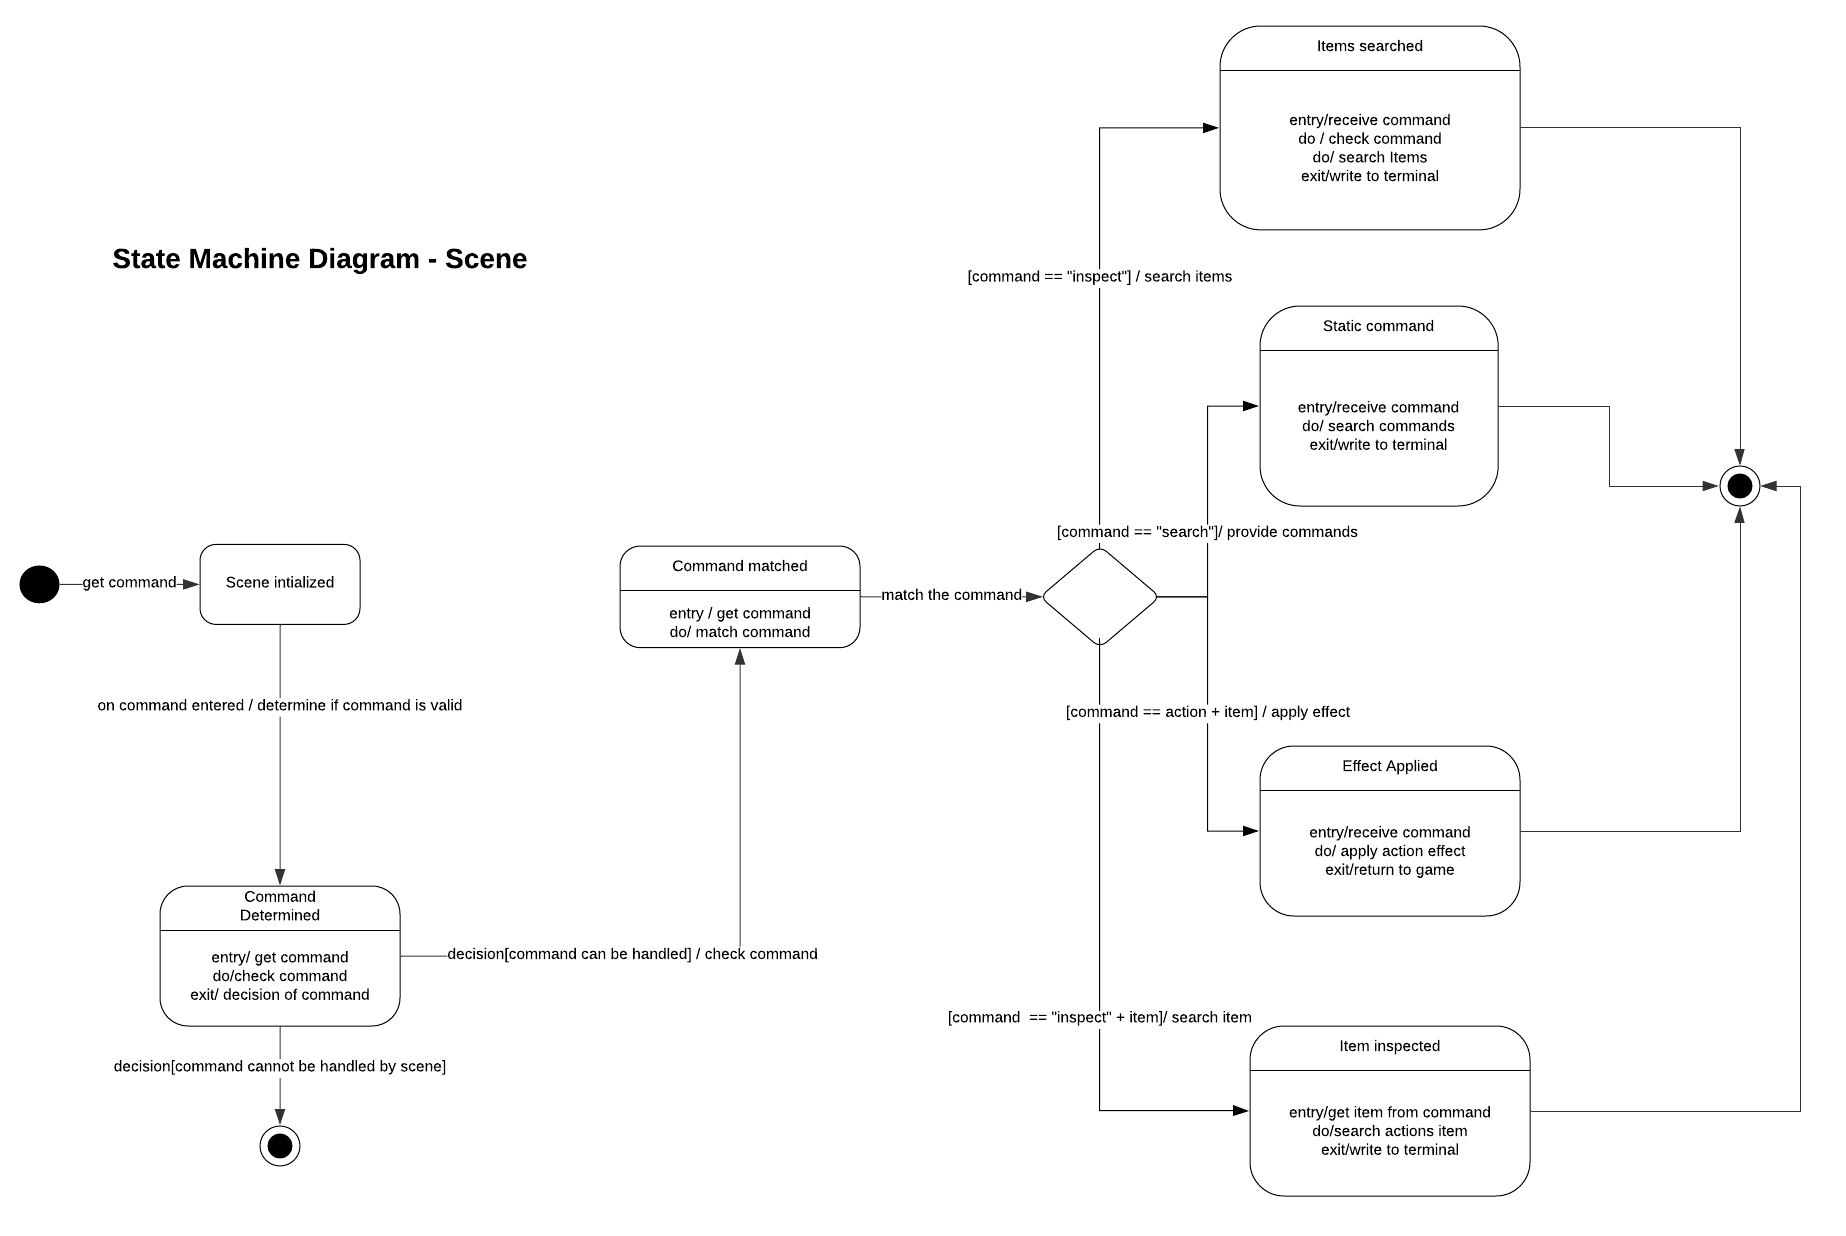 State Machine Diagram - Scene
get command
Scene intialized
on command entered / determine if command is valid
Command
Determined
entry/ get command
do/check command
exit/ decision of command
decision[command cannot be handled by scene]
decision[command can be handled] / check command
Command matched
entry / get command
do/ match command
match the command
[command == "inspect"] / search items
Items searched
entry/receive command
do / check command
do/ search Items
exit/write to terminal
[command == "search"]/ provide commands
Static command
entry/receive command
do/ search commands
exit/write to terminal
[command == action + item] / apply effect
Effect Applied
entry/receive command
do/ apply action effect
exit/return to game
[command  == "inspect" + item]/ search item
Item inspected
entry/get item from command
do/search actions item
exit/write to terminal